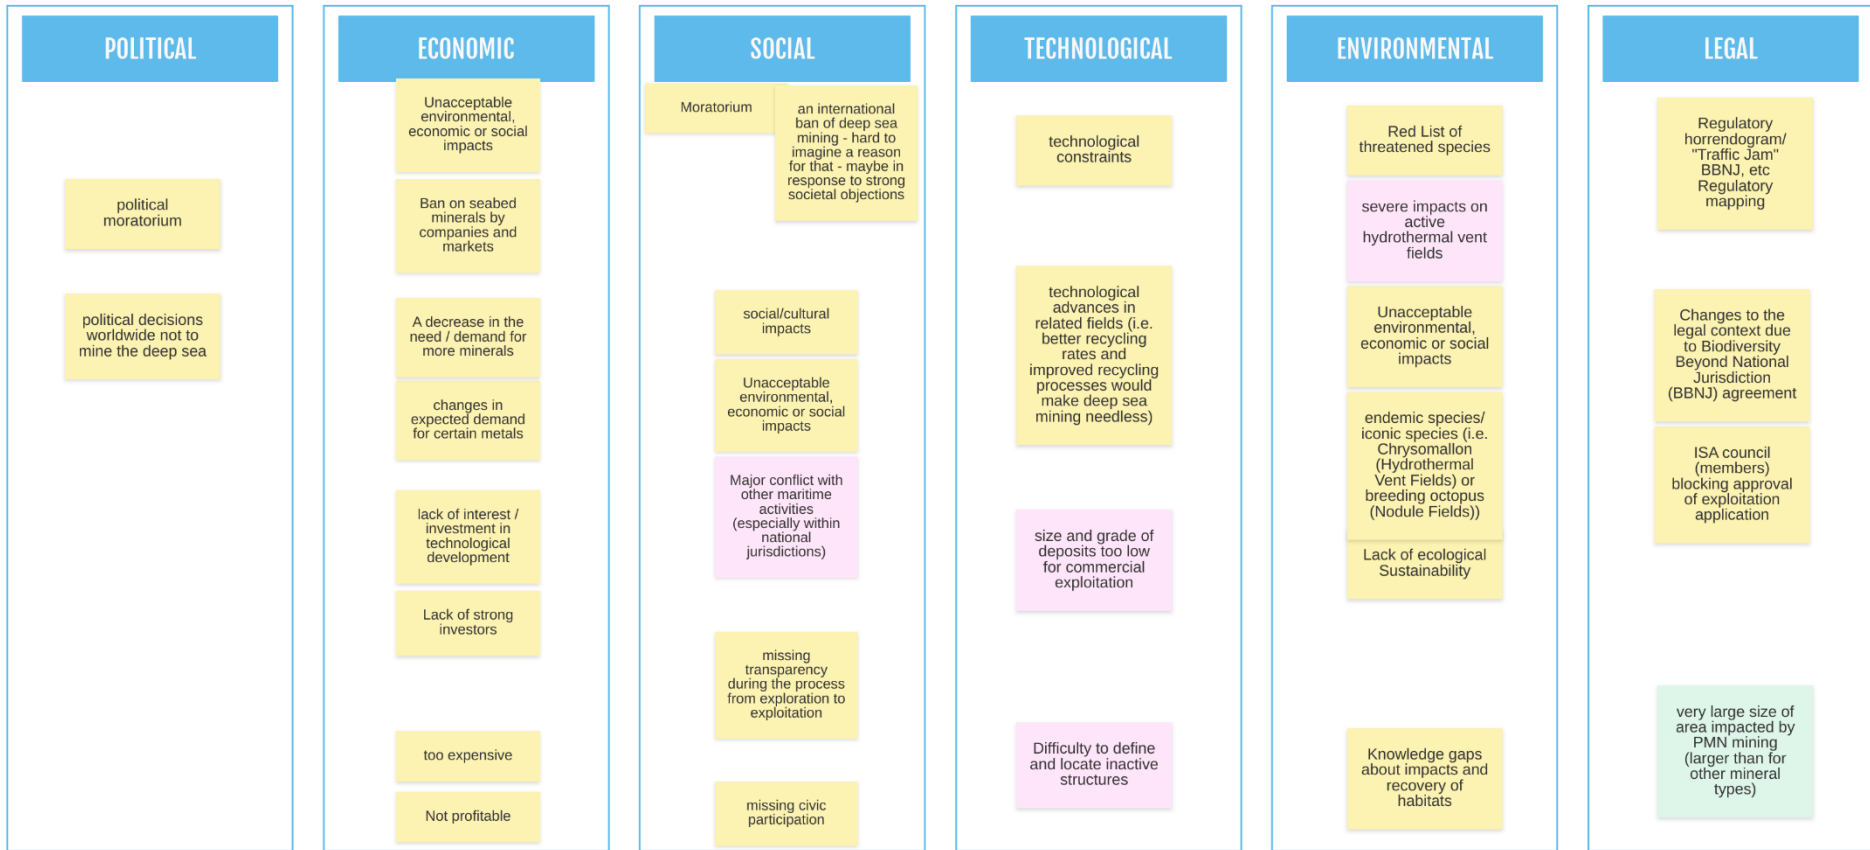 POLITICAL
political
moratorium
political decisions
worldwide not to
mine the deep sea
ECONOMIC
Unacceptable
environmental,
economic or social
impacts
Ban on seabed
minerals by
companies and
markets
A decrease in the
need / demand for
more minerals
changes in
expected demand
for certain metals
lack of interest /
investment in
technological
development
Lack of strong
investors
too expensive
Not profitable
SOCIAL
Moratorium
an international
ban of deep sea
mining - hard to
imagine a reason
for that - maybe in
response to strong
societal objections
social/cultural
impacts
Unacceptable
environmental,
economic or social
impacts
Major conflict with
other maritime
activities
(especially within
national
jurisdictions)
missing
transparency
during the process
from exploration to
exploitation
missing civic
participation
TECHNOLOGICAL
technological
constraints
technological
advances in
related fields (i.e.
better recycling
rates and
improved recycling
processes would
make deep sea
mining needless)
size and grade of
deposits too low
for commercial
exploitation
Difficulty to define
and locate inactive
structures
ENVIRONMENTAL
Red List of
threatened species
severe impacts on
active
hydrothermal vent
fields
Unacceptable
environmental,
economic or social
impacts
endemic species/
iconic species (i.e.
Chrysomallon
(Hydrothermal
Vent Fields) or
breeding octopus
(Nodule Fields))
Lack of ecological
Sustainability
Knowledge gaps
about impacts and
recovery of
habitats
LEGAL
Regulatory
horrendogram/
"Traffic Jam"
BBNJ, etc
Regulatory
mapping
Changes to the
legal context due
to Biodiversity
Beyond National
Jurisdiction
(BBNJ) agreement
ISA council
(members)
blocking approval
of exploitation
application
very large size of
area impacted by
PMN mining
(larger than for
other mineral
types)